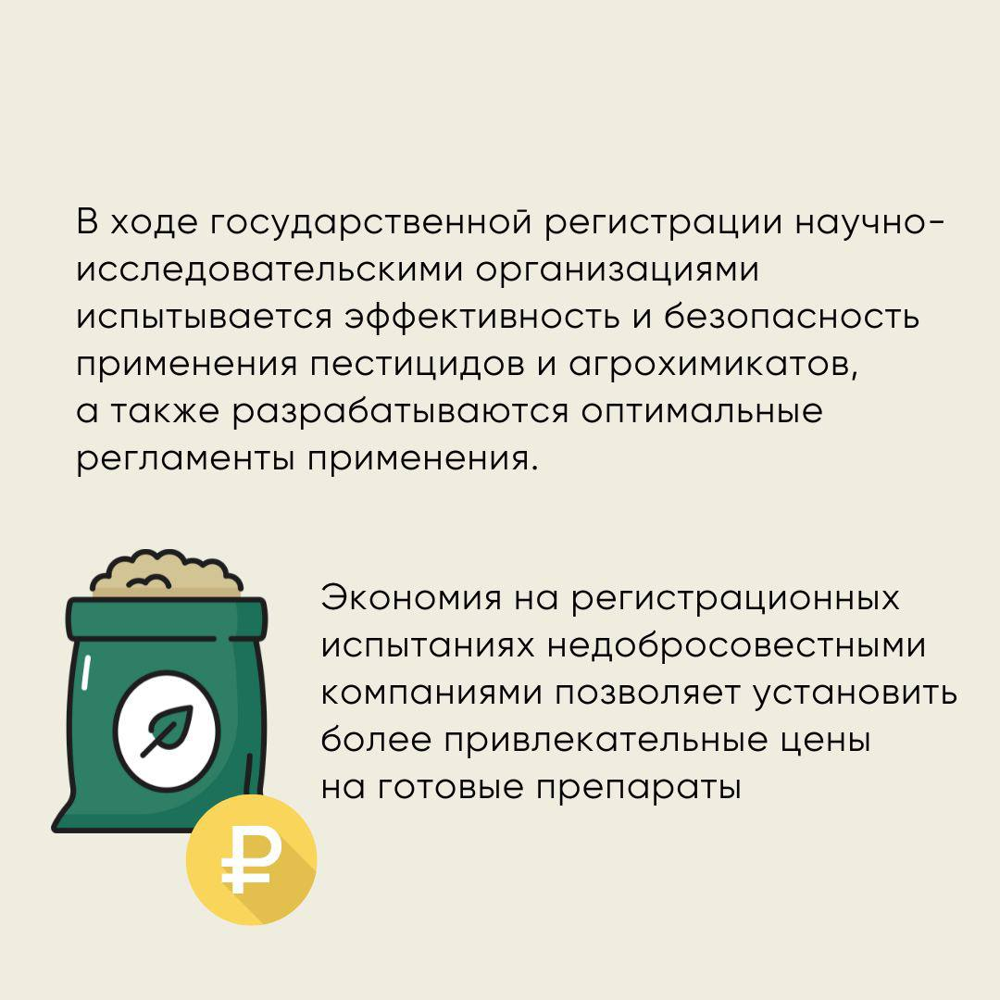 В ходе государственной регистрации научно-
исследовательскими организациями
испытывается эффективность и безопасность
применения пестицидов и агрохимикатов,
а также разрабатываются оптимальные
регламенты применения.
Экономия на регистрационных
испытаниях недобросовестными
компаниями позволяет установить
более привлекательные цены
на готовые препараты
₽